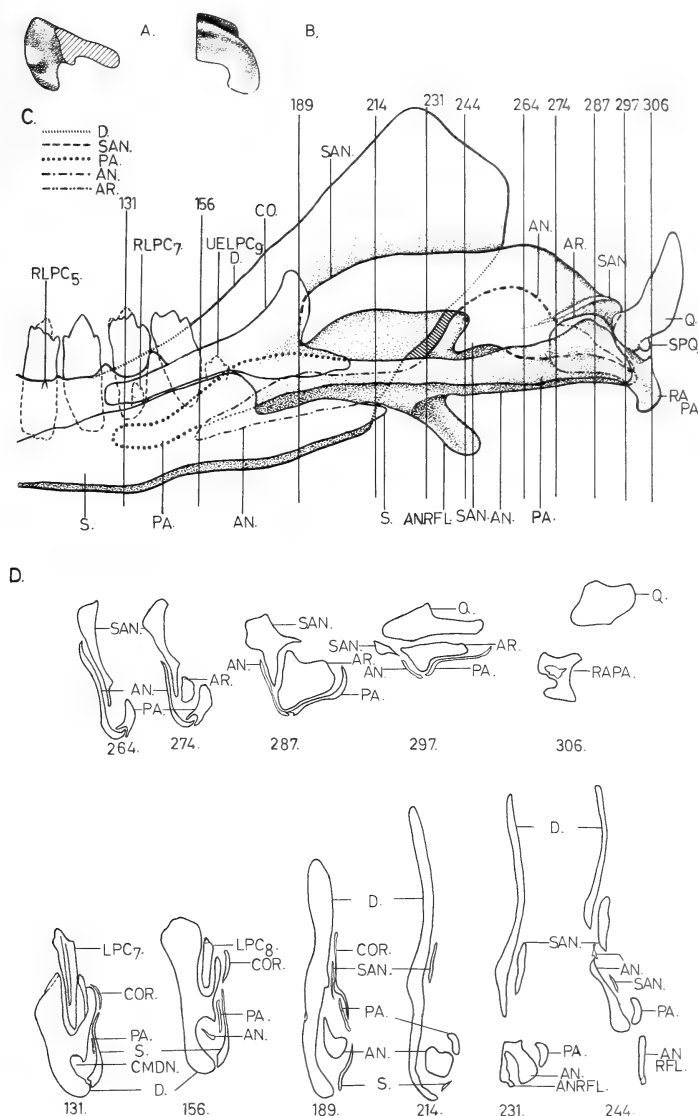 A. B.
C.
D.
SAN.
PA.
AN.
AR.
189 214 231 244 264 274 287 297 306
131 156
RLPC5. RLPC7. UELPC9 D. CO. SAN. AN. AR. SAN
Q.
SPQ.
RA
PA.
S. PA. AN. S. ANRFL. SAN. AN. PA.
D.
SAN. AN. AR. PA.
264. 274.
SAN. AN. AR. PA.
287.
Q. SAN. AN. AR. PA.
297.
Q.
RAPA.
306.
LPC7 COR. PA. S. CMDN. D.
131.
LPC8 COR. PA. AN.
156.
D. COR. SAN. PA. AN. S.
189. 214.
D. SAN. AN. SAN. PA.
PA. AN. ANRFL.
231.
AN
RFL.
244.